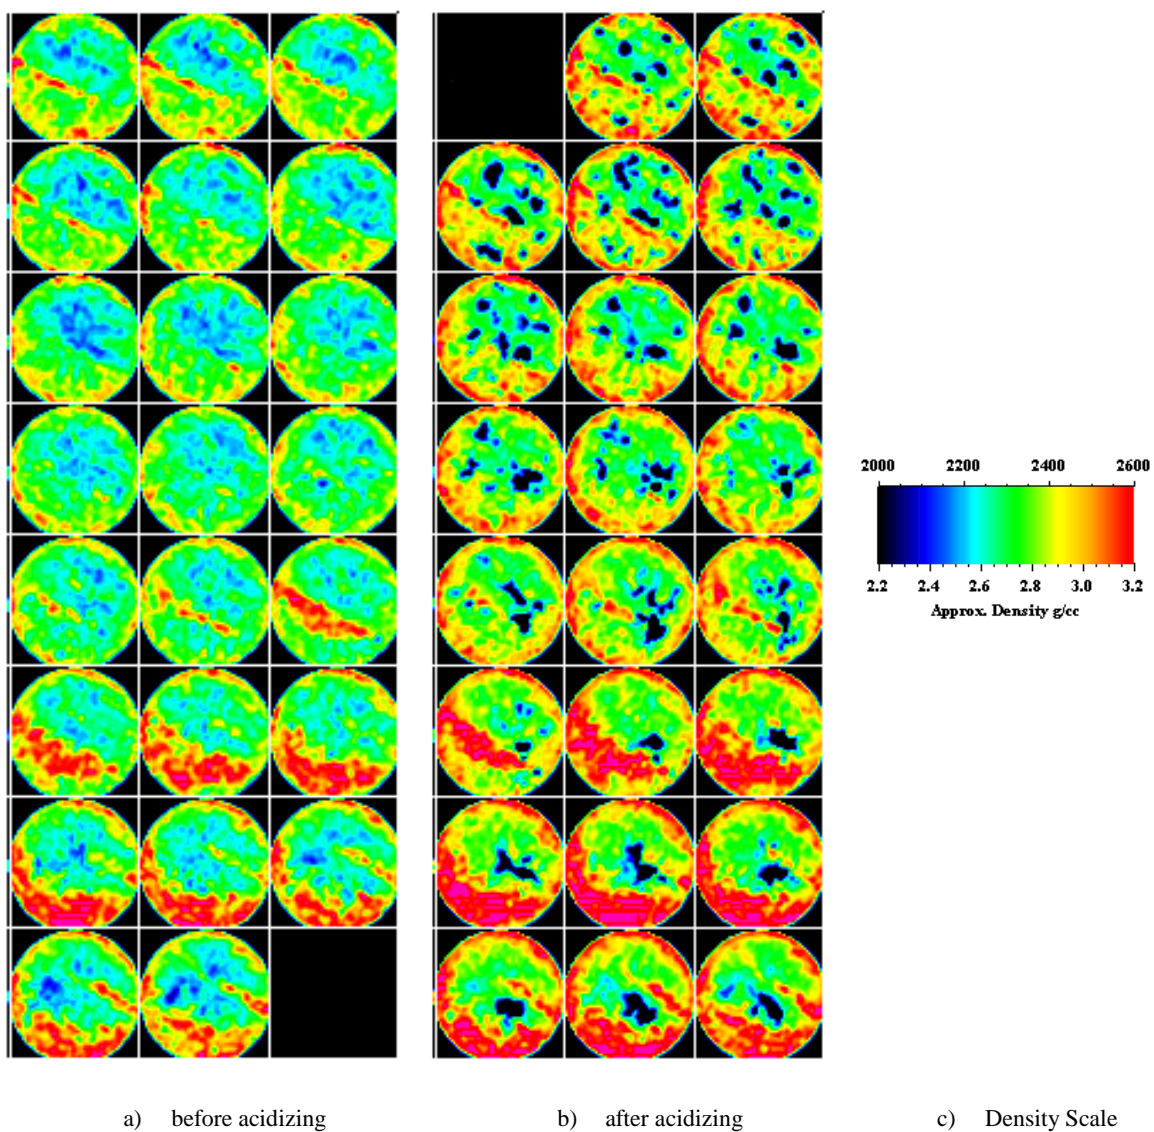 2000 2200 2400 2600
2.2 2.4 2.6 2.8 3.0 3.2
Approx. Density g/cc
a) before acidizing b) after acidizing c) Density Scale